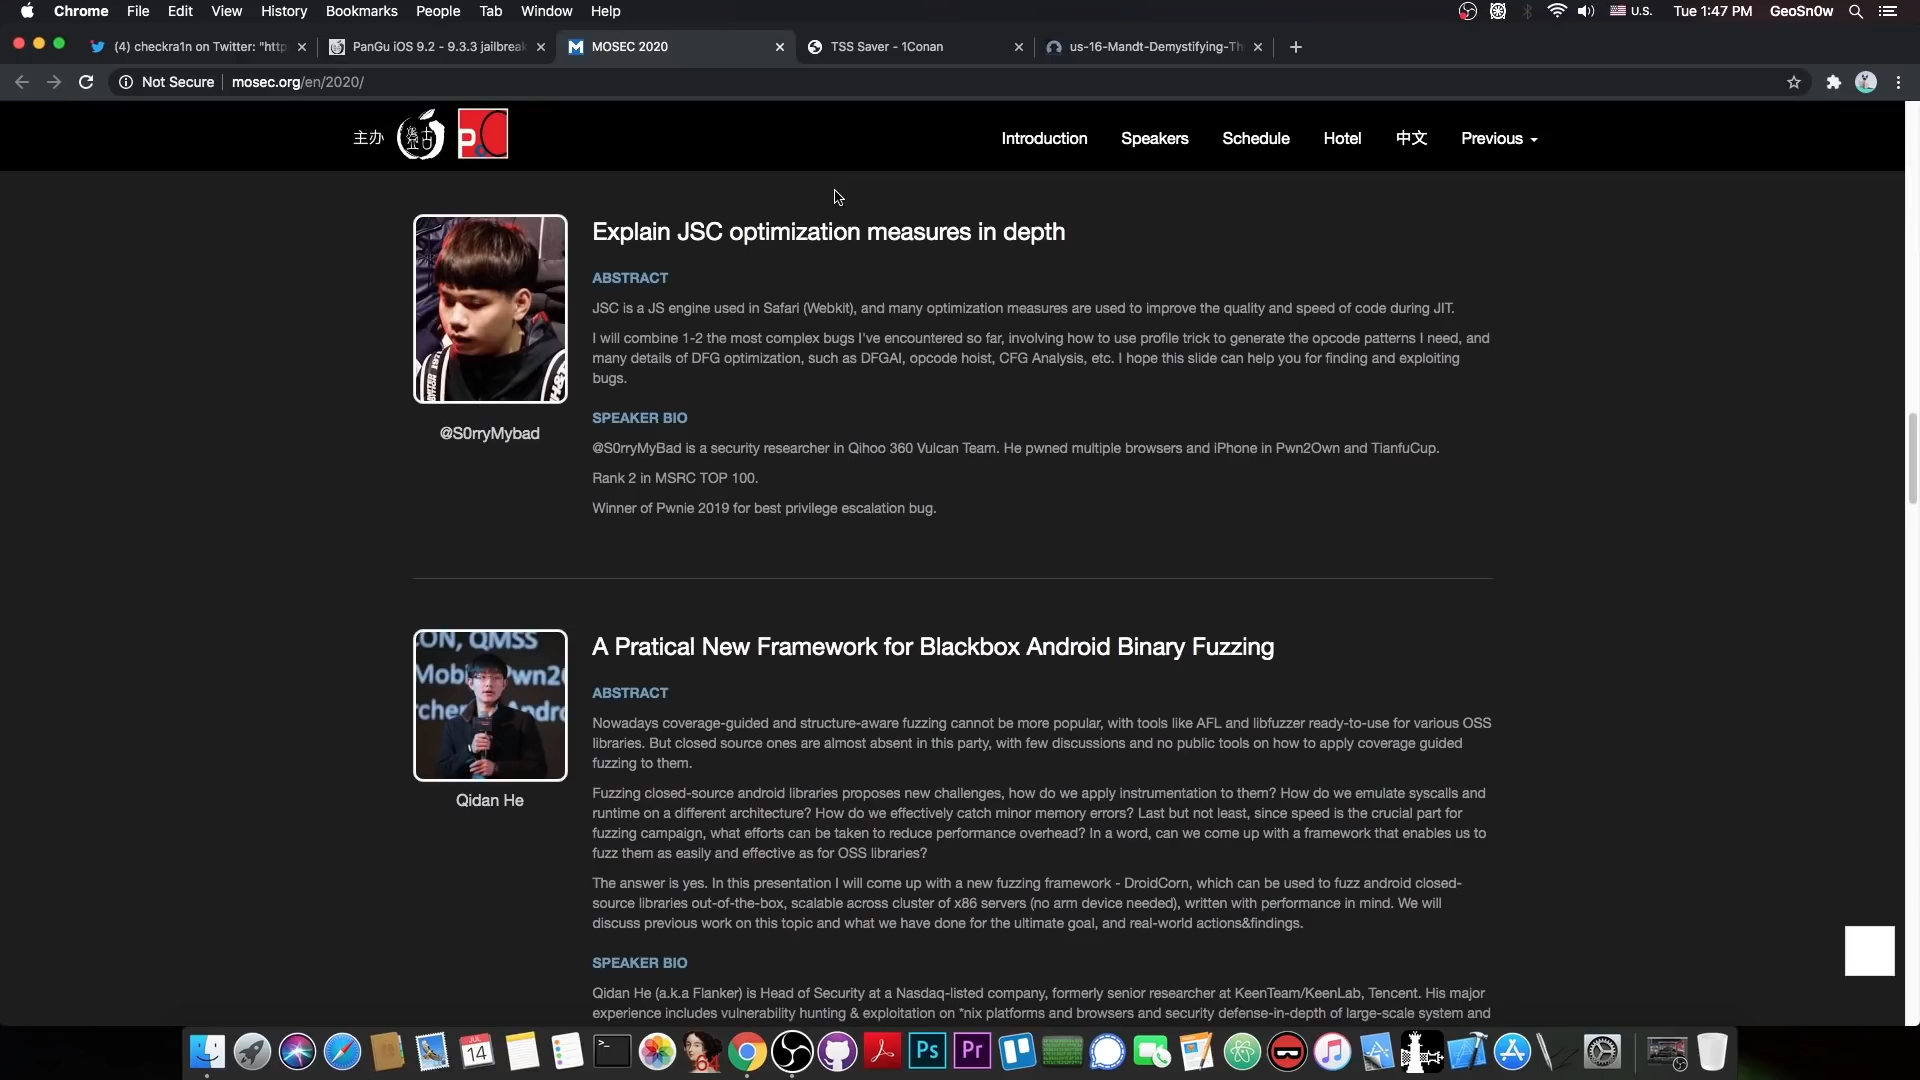 Chrome File Edit View History Bookmarks People Tab Window Help U.S. Tue 1:47 PM GeoSn0w
(4) checkra1n on Twitter: "http PanGu iOS 9.2 - 9.3.3 jailbreak MOSEC 2020 TSS Saver - 1Conan us-16-Mandt-Demystifying-Th
Not Secure mosec.org/en/2020/
主办 Introduction Speakers Schedule Hotel 中文 Previous
Explain JSC optimization measures in depth
ABSTRACT
JSC is a JS engine used in Safari (Webkit), and many optimization measures are used to improve the quality and speed of code during JIT.
I will combine 1-2 the most complex bugs I've encountered so far, involving how to use profile trick to generate the opcode patterns I need, and
many details of DFG optimization, such as DFGAI, opcode hoist, CFG Analysis, etc. I hope this slide can help you for finding and exploiting
bugs.
SPEAKER BIO
@S0rryMybad
@S0rryMyBad is a security researcher in Qihoo 360 Vulcan Team. He pwned multiple browsers and iPhone in Pwn2Own and TianfuCup.
Rank 2 in MSRC TOP 100.
Winner of Pwnie 2019 for best privilege escalation bug.
ON, QMSS
Mobi Pwn2
cher Andr
Qidan He
A Pratical New Framework for Blackbox Android Binary Fuzzing
ABSTRACT
Nowadays coverage-guided and structure-aware fuzzing cannot be more popular, with tools like AFL and libfuzzer ready-to-use for various OSS
libraries. But closed source ones are almost absent in this party, with few discussions and no public tools on how to apply coverage guided
fuzzing to them.
Fuzzing closed-source android libraries proposes new challenges, how do we apply instrumentation to them? How do we emulate syscalls and
runtime on a different architecture? How do we effectively catch minor memory errors? Last but not least, since speed is the crucial part for
fuzzing campaign, what efforts can be taken to reduce performance overhead? In a word, can we come up with a framework that enables us to
fuzz them as easily and effective as for OSS libraries?
The answer is yes. In this presentation I will come up with a new fuzzing framework - DroidCorn, which can be used to fuzz android closed-
source libraries out-of-the-box, scalable across cluster of x86 servers (no arm device needed), written with performance in mind. We will
discuss previous work on this topic and what we have done for the ultimate goal, and real-world actions&findings.
SPEAKER BIO
Qidan He (a.k.a Flanker) is Head of Security at a Nasdaq-listed company, formerly senior researcher at KeenTeam/KeenLab, Tencent. His major
experience includes vulnerability hunting & exploitation on *nix platforms and browsers and security defense-in-depth of large-scale system and
JUL
14
64
Ps
Pr